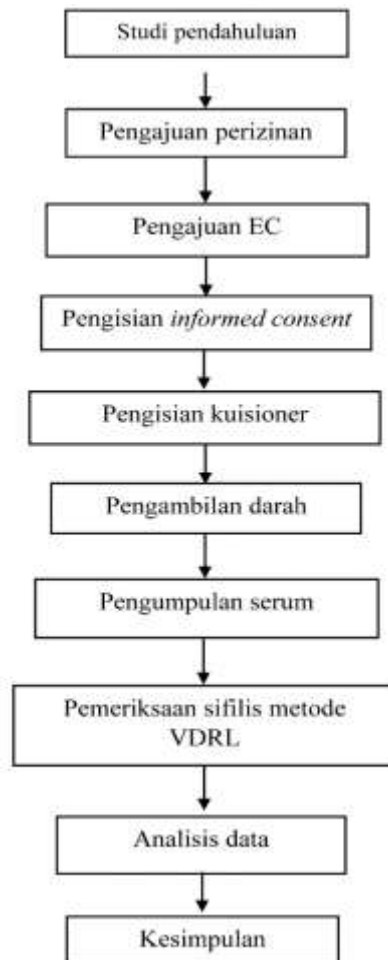 Studi pendahuluan
Pengajuan perizinan
Pengajuan EC
Pengisian informed consent
Pengisian kuisioner
Pengambilan darah
Pengumpulan serum
Pemeriksaan sifilis metode
VDRL
Analisis data
Kesimpulan